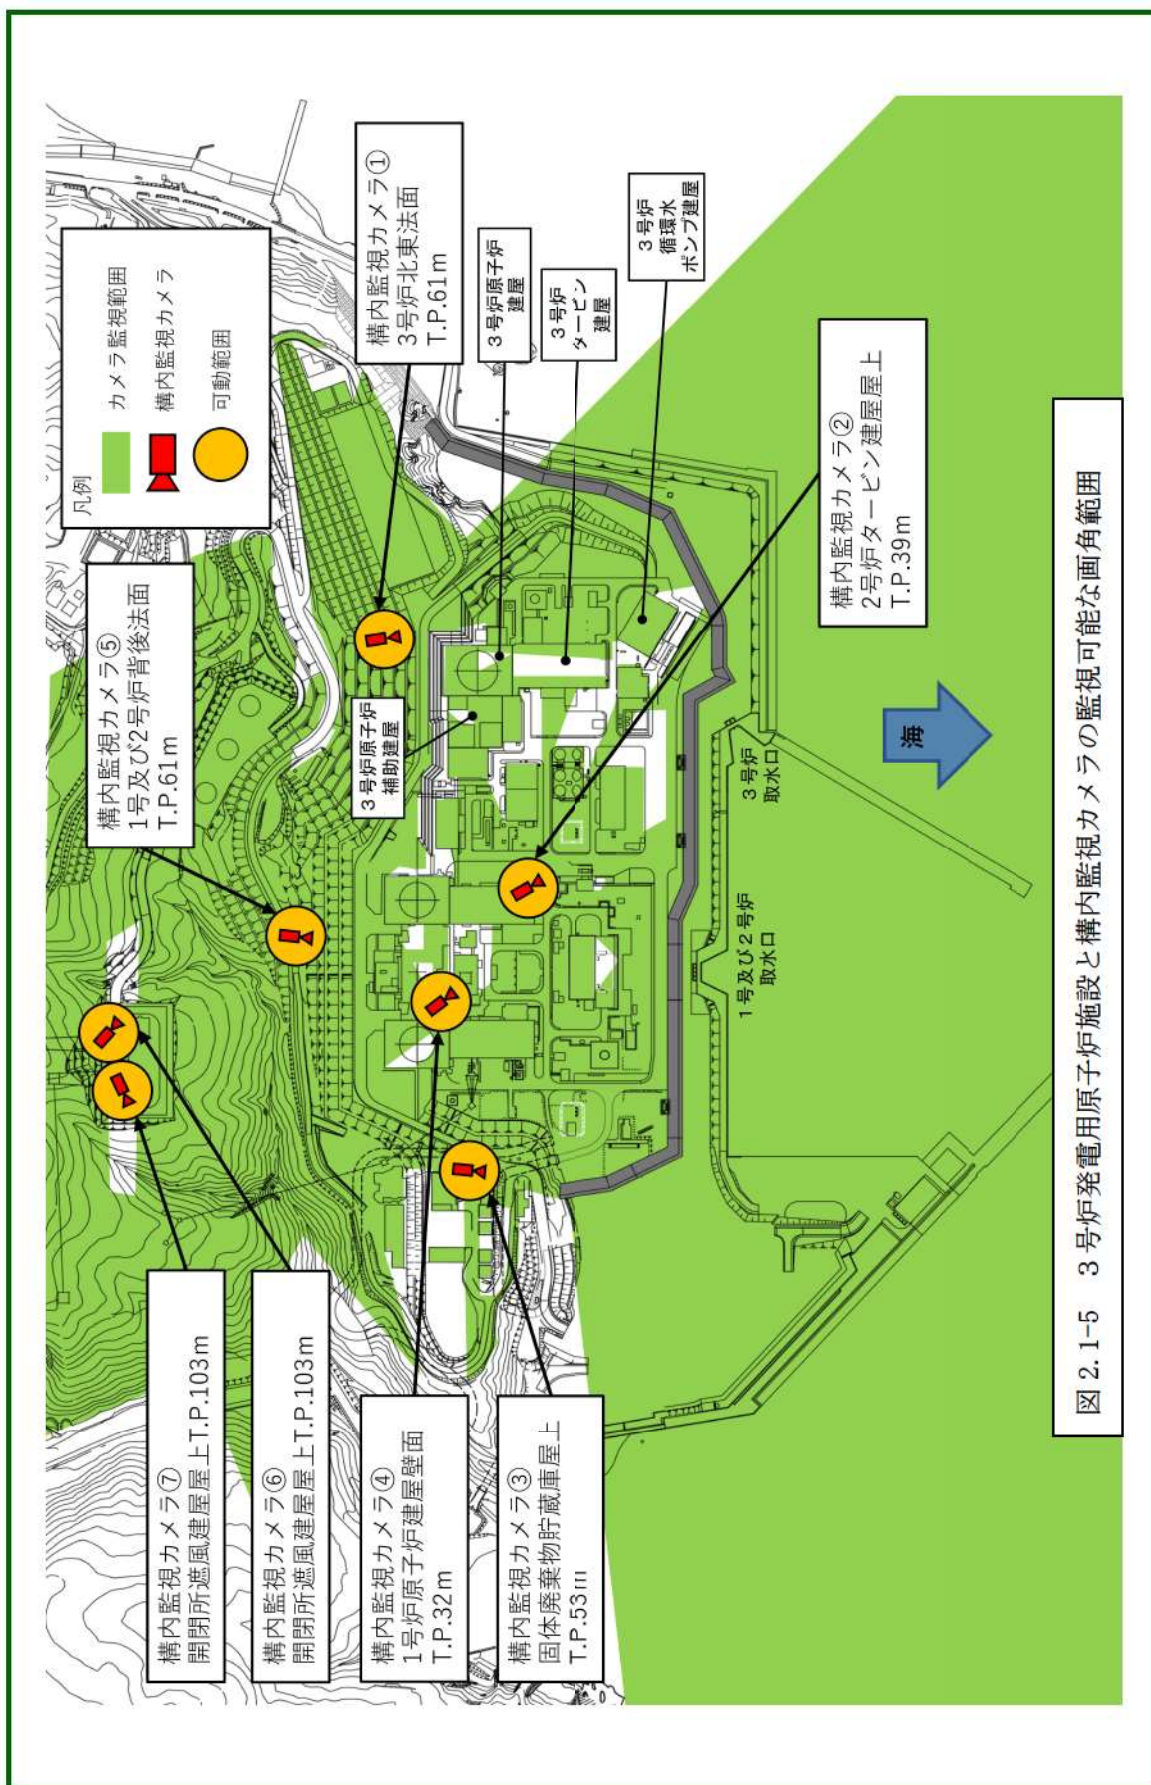 凡例
カメラ監視範囲
構内監視カメラ
可動範囲
構内監視カメラ⑦
開閉所遮風建屋屋上T.P.103m
構内監視カメラ⑥
開閉所遮風建屋屋上T.P.103m
構内監視カメラ⑤
1号及び2号炉背後法面
T.P.61m
構内監視カメラ①
3号炉北東法面
T.P.61m
構内監視カメラ④
1号炉原子炉建屋壁面
T.P.32m
構内監視カメラ③
固体廃棄物貯蔵庫屋上
T.P.53m
3号炉原子炉
補助建屋
3号炉原子炉
建屋
3号炉
タービン
建屋
3号炉
循環水
ポンプ建屋
構内監視カメラ②
2号炉タービン建屋屋上
T.P.39m
1号及び2号炉
取水口
3号炉
取水口
海
図 2.1-5 3号炉発電用原子炉施設と構内監視カメラの監視可能な画角範囲